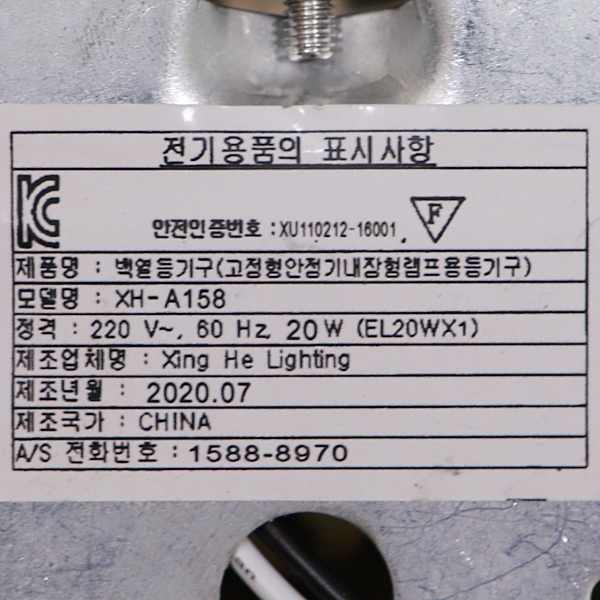 전기용품의 표시사항
KC
F
안전인증번호 : XU110212-16001
제품명 : 백열등기구(고정형안정기내장형램프용등기구)
모델명 : XH-A158
정격 : 220 V~, 60 Hz, 20 W (EL20WX1)
제조업체명 : Xing He Lighting
제조년월 : 2020.07
제조국가 : CHINA
A/S 전화번호 : 1588-8970